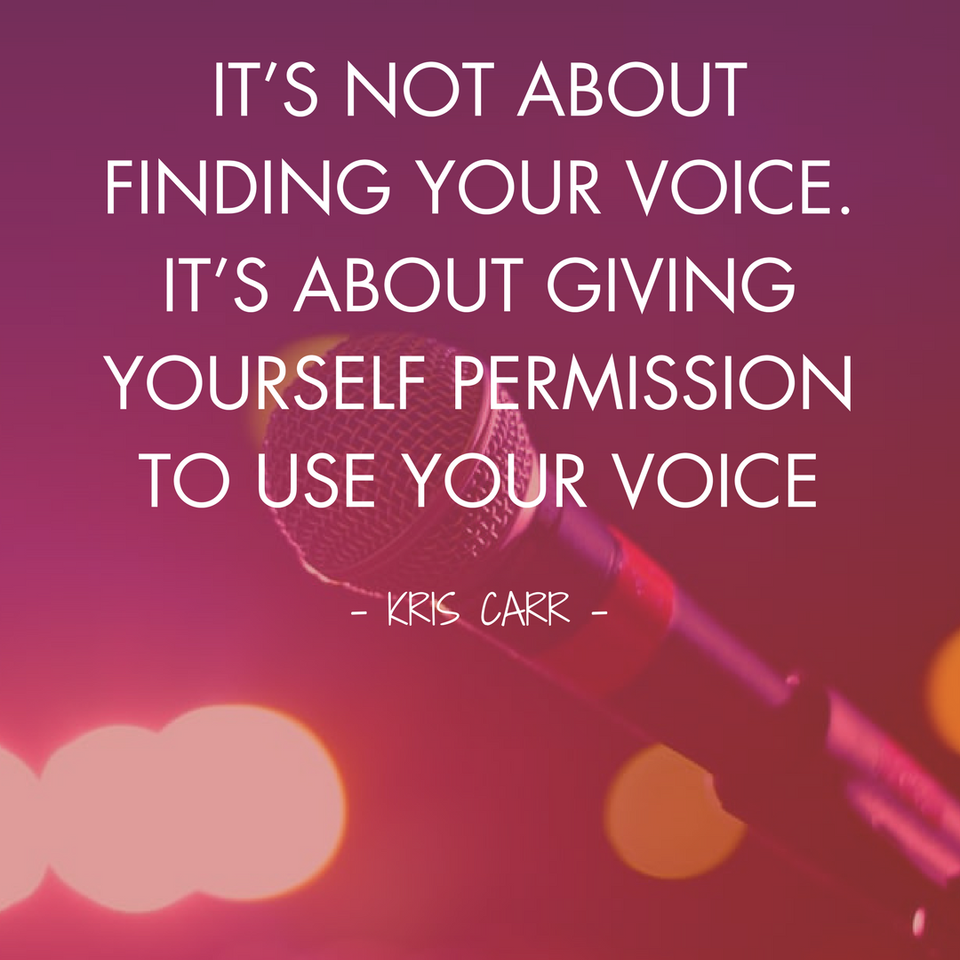 IT’S NOT ABOUT
FINDING YOUR VOICE.
IT’S ABOUT GIVING
YOURSELF PERMISSION
TO USE YOUR VOICE
- KRIS CARR -